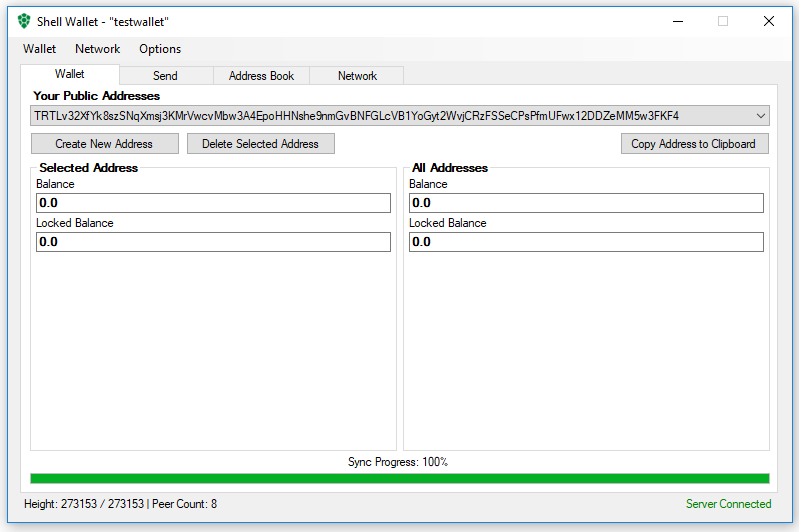 Shell Wallet - "testwallet"
Wallet Network Options
Wallet Send Address Book Network
Your Public Addresses
TRTLv32XfYk8szSNqXmsj3KMrVwcvMbw3A4EpoHHNshe9nmGvBNFGLcVB1YoGyt2WvjCRzFSSeCPsPfmUFwx12DDZeMM5w3FKF4
Create New Address Delete Selected Address Copy Address to Clipboard
Selected Address All Addresses
Balance Balance
0.0 0.0
Locked Balance Locked Balance
0.0 0.0
Sync Progress: 100%
Height: 273153 / 273153 | Peer Count: 8 Server Connected